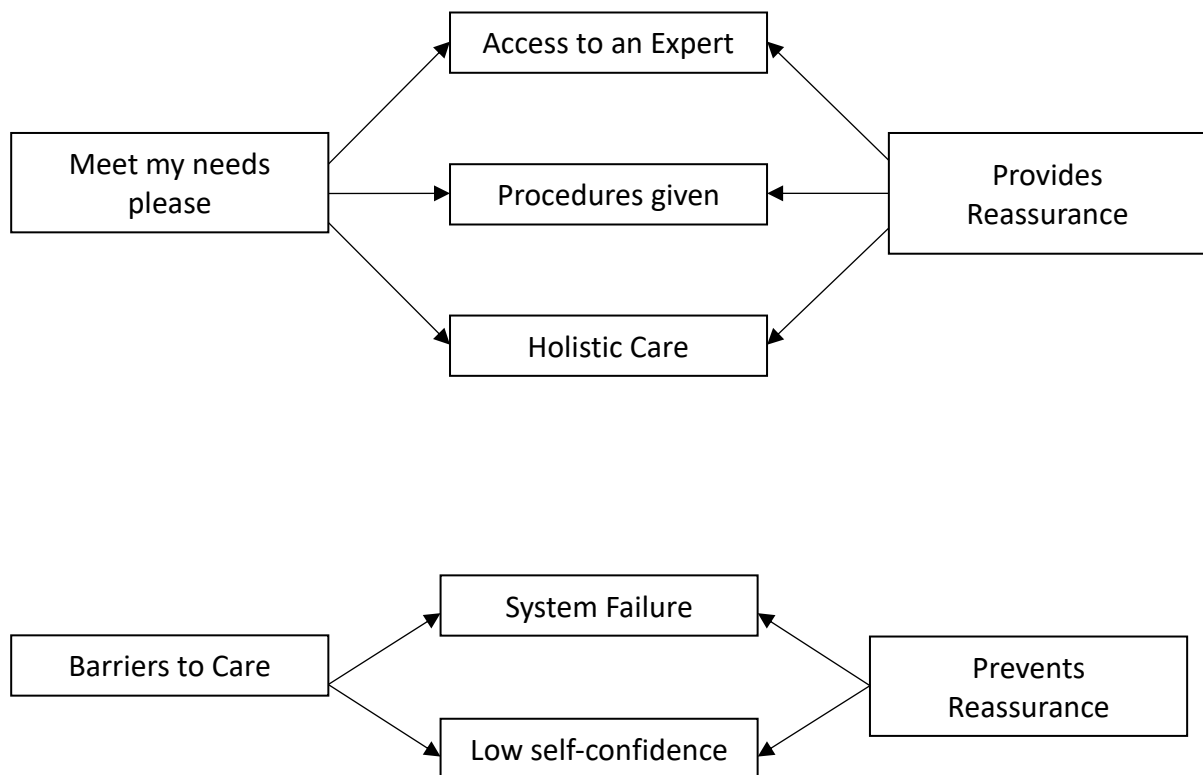 Access to an Expert
Meet my needs
please
Procedures given
Provides
Reassurance
Holistic Care
System Failure
Barriers to Care
Prevents
Reassurance
Low self-confidence